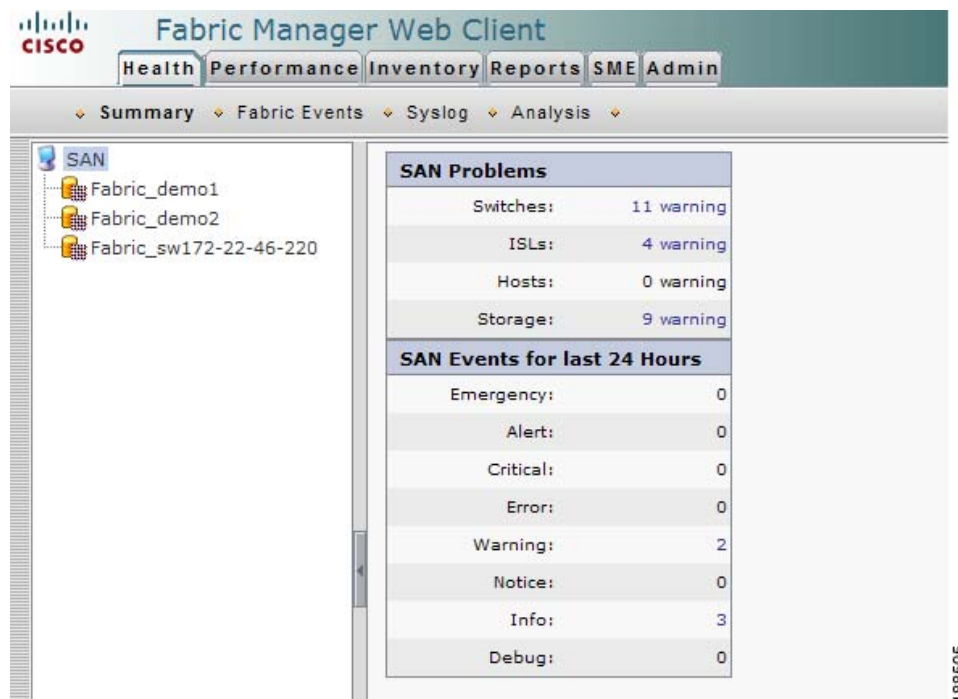 CISCO
Fabric Manager Web Client
Health Performance Inventory Reports SME Admin
Summary Fabric Events Syslog Analysis
SAN
Fabric_demo1
Fabric_demo2
Fabric_sw172-22-46-220
SAN Problems
Switches: 11 warning
ISLs: 4 warning
Hosts: 0 warning
Storage: 9 warning
SAN Events for last 24 Hours
Emergency: 0
Alert: 0
Critical: 0
Error: 0
Warning: 2
Notice: 0
Info: 3
Debug: 0